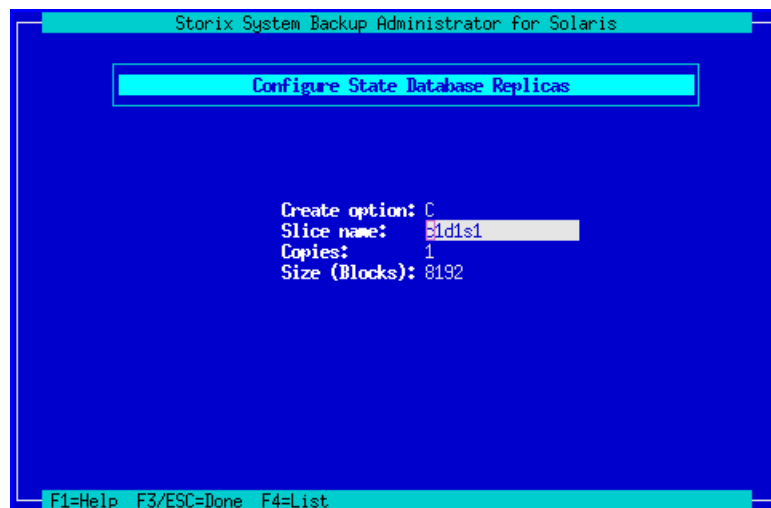 Storix System Backup Administrator for Solaris
Configure State Database Replicas
Create option: C
Slice name: c1d1s1
Copies: 1
Size (Blocks): 8192
F1=Help F3/ESC=Done F4=List